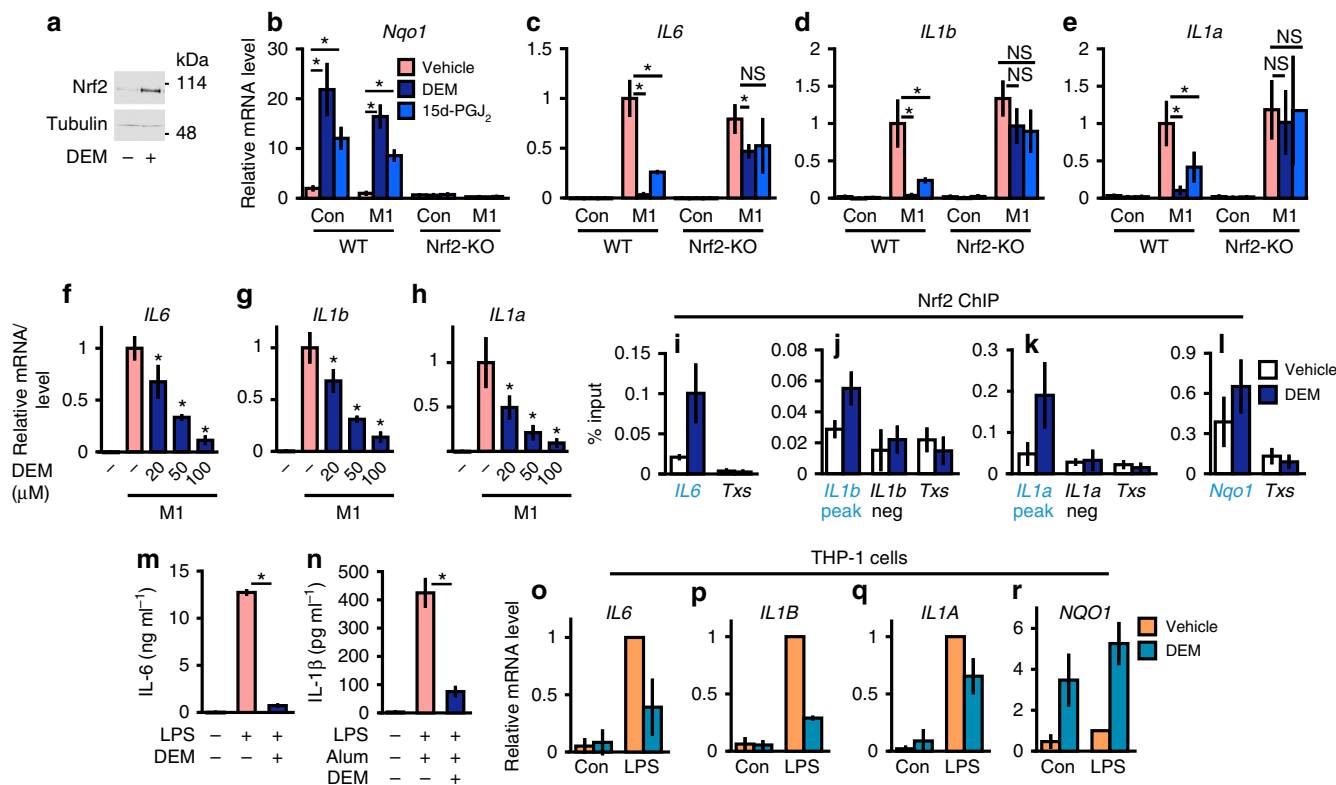 a
kDa
Nrf2
114
Tubulin
48
DEM – +
b
Nqo1
Relative mRNA level
30
20
10
0
* * * *
Vehicle
DEM
15d-PGJ2
Con M1 Con M1
WT Nrf2-KO
c
IL6
1.5
1
0.5
0
* * * NS
Con M1 Con M1
WT Nrf2-KO
d
IL1b
2
1.5
1
0.5
0
* * NS NS
Con M1 Con M1
WT Nrf2-KO
e
IL1a
2
1.5
1
0.5
0
* * NS NS
Con M1 Con M1
WT Nrf2-KO
f
IL6
Relative mRNA/
level
1
0.5
0
* * *
DEM
(μM)
– – 20 50 100
M1
g
IL1b
1
0.5
0
* * *
– – 20 50 100
M1
h
IL1a
1
0.5
0
* * *
– – 20 50 100
M1
Nrf2 ChIP
i
% input
0.15
0.1
0.05
0
IL6 Txs
j
0.08
0.06
0.04
0.02
0
IL1b
peak
IL1b
neg
Txs
k
0.3
0.2
0.1
0
IL1a
peak
IL1a
neg
Txs
l
0.9
0.6
0.3
0
Vehicle
DEM
Nqo1 Txs
m
IL-6 (ng ml−1)
15
10
5
0
*
LPS – + +
DEM – – +
n
IL-1β (pg ml−1)
500
400
300
200
100
0
*
LPS – + +
Alum – + +
DEM – – +
THP-1 cells
o
IL6
Relative mRNA level
1
0.5
0
Con LPS
p
IL1B
1
0.5
0
Con LPS
q
IL1A
1
0.5
0
Con LPS
r
NQO1
6
4
2
0
Vehicle
DEM
Con LPS